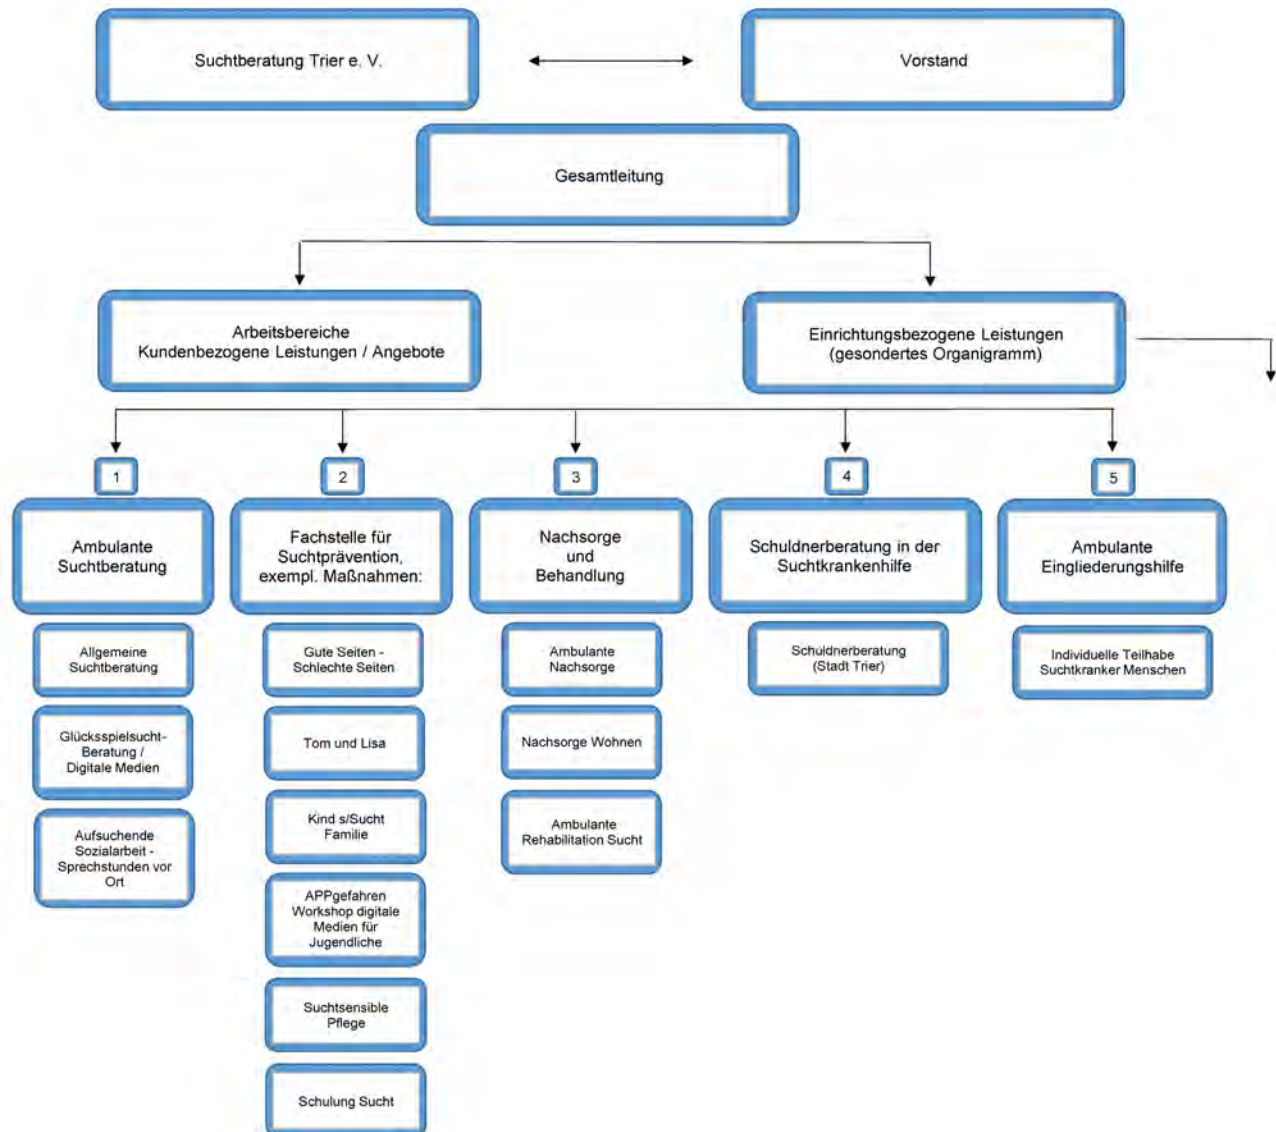 Suchtberatung Trier e. V.
Vorstand
Gesamtleitung
Arbeitsbereiche
Kundenbezogene Leistungen / Angebote
Einrichtungsbezogene Leistungen
(gesondertes Organigramm)
1
Ambulante
Suchtberatung
Allgemeine
Suchtberatung
Glücksspielsucht-
Beratung /
Digitale Medien
Aufsuchende
Sozialarbeit -
Sprechstunden vor
Ort
2
Fachstelle für
Suchtprävention,
exempl. Maßnahmen:
Gute Seiten -
Schlechte Seiten
Tom und Lisa
Kind s/Sucht
Familie
APPgefahren
Workshop digitale
Medien für
Jugendliche
Suchtsensible
Pflege
Schulung Sucht
3
Nachsorge
und
Behandlung
Ambulante
Nachsorge
Nachsorge Wohnen
Ambulante
Rehabilitation Sucht
4
Schuldnerberatung in der
Suchtkrankenhilfe
Schuldnerberatung
(Stadt Trier)
5
Ambulante
Eingliederungshilfe
Individuelle Teilhabe
Suchtkranker Menschen